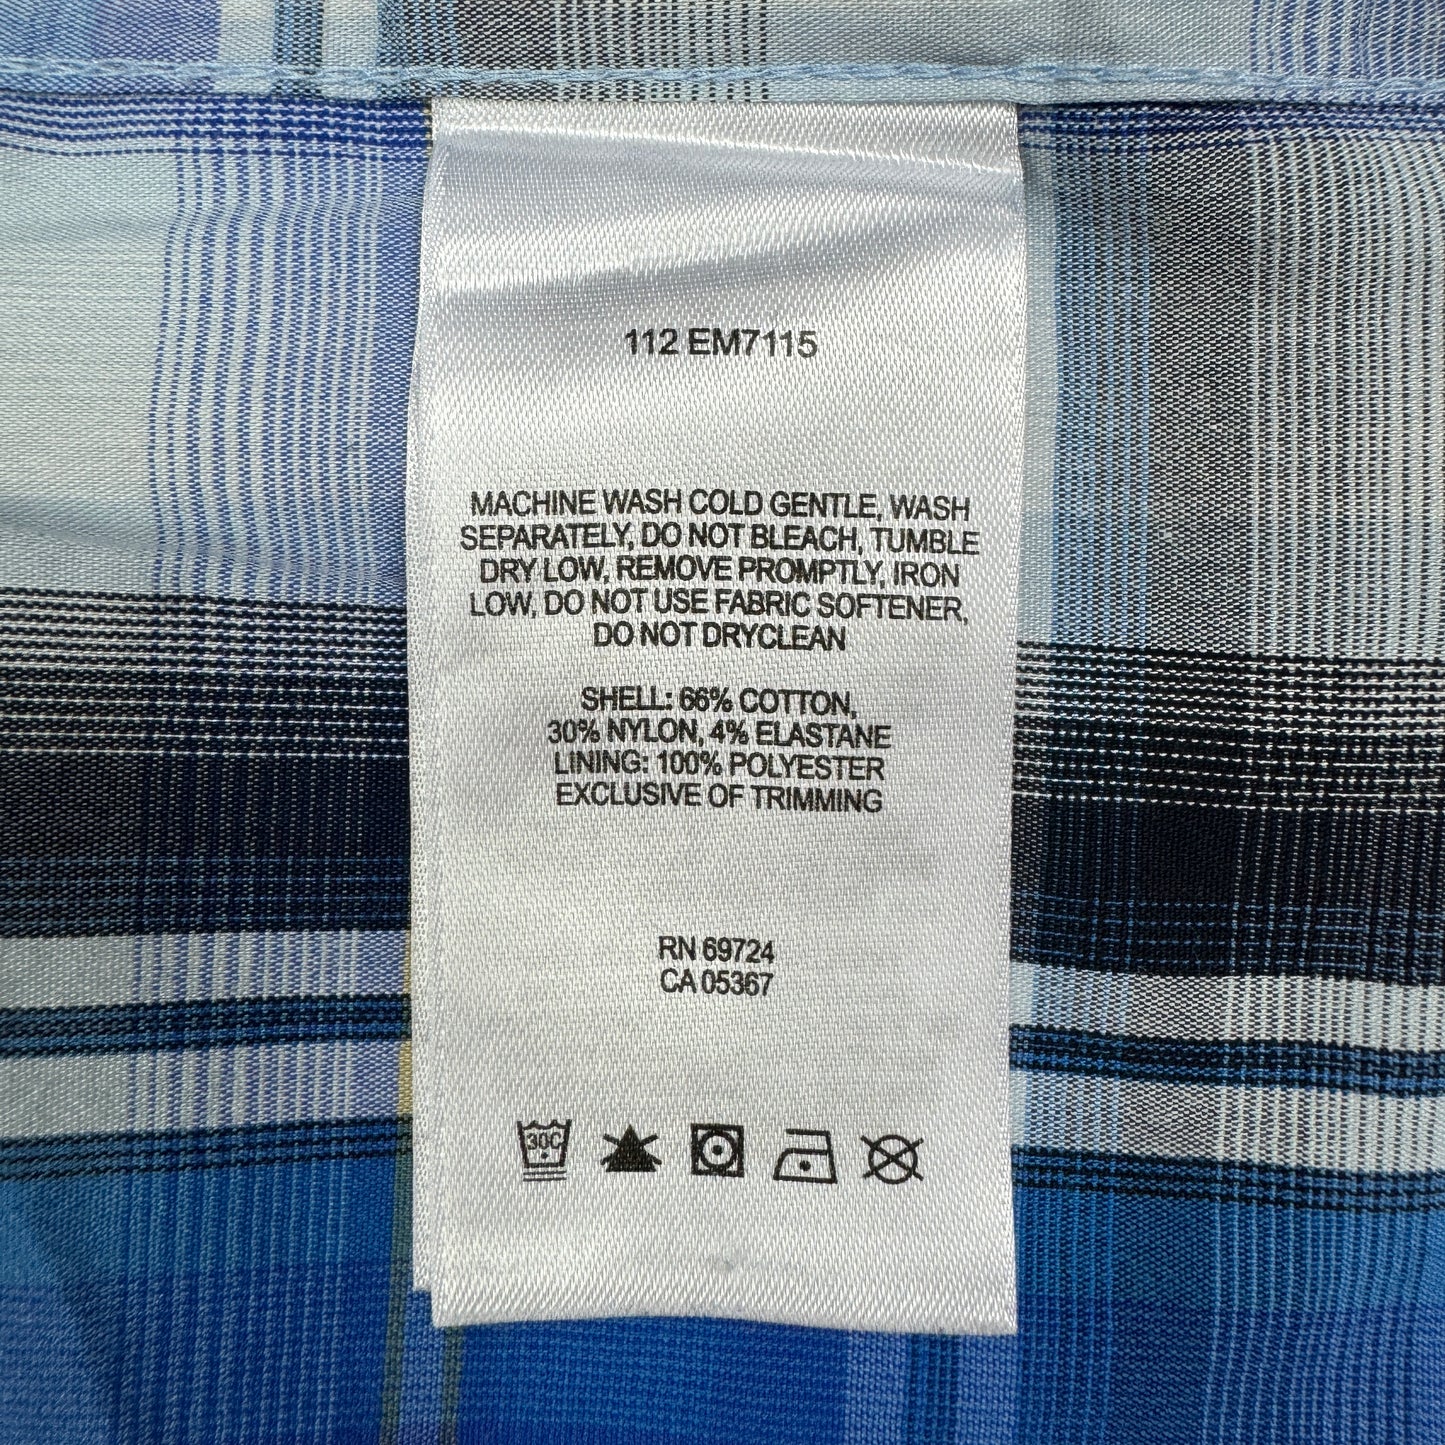 112 EM7115
MACHINE WASH COLD GENTLE, WASH
SEPARATELY, DO NOT BLEACH, TUMBLE
DRY LOW, REMOVE PROMPTLY, IRON
LOW, DO NOT USE FABRIC SOFTENER,
DO NOT DRYCLEAN
SHELL: 66% COTTON,
30% NYLON, 4% ELASTANE
LINING: 100% POLYESTER
EXCLUSIVE OF TRIMMING
RN 69724
CA 05367
30C